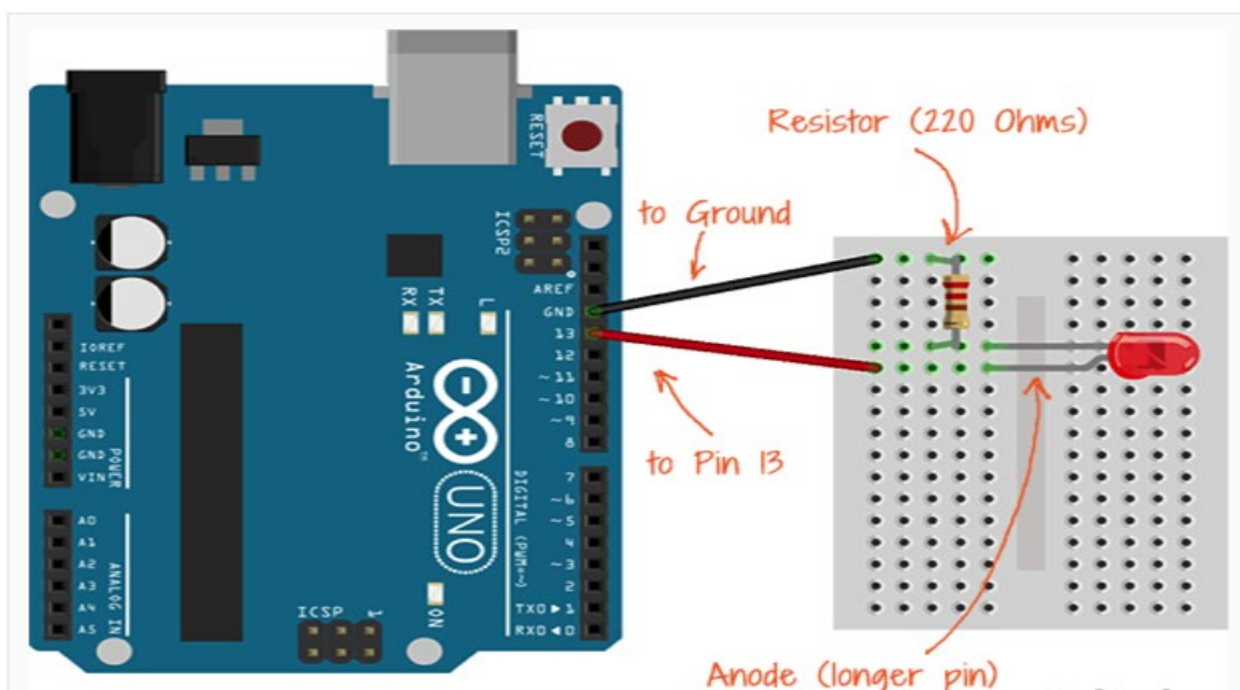 Resistor (220 Ohms)
to Ground
to Pin 13
Anode (longer pin)
RESET
ICSP2
AREF
GND
13
12
~11
~10
~9
8
7
~6
~5
4
~3
2
TX0►1
RX0◄0
DIGITAL (PWM=~)
RX
TX
L
Arduino™
UNO
ON
ICSP
1
IOREF
RESET
3V3
5V
GND
GND
VIN
POWER
A0
A1
A2
A3
A4
A5
ANALOG IN